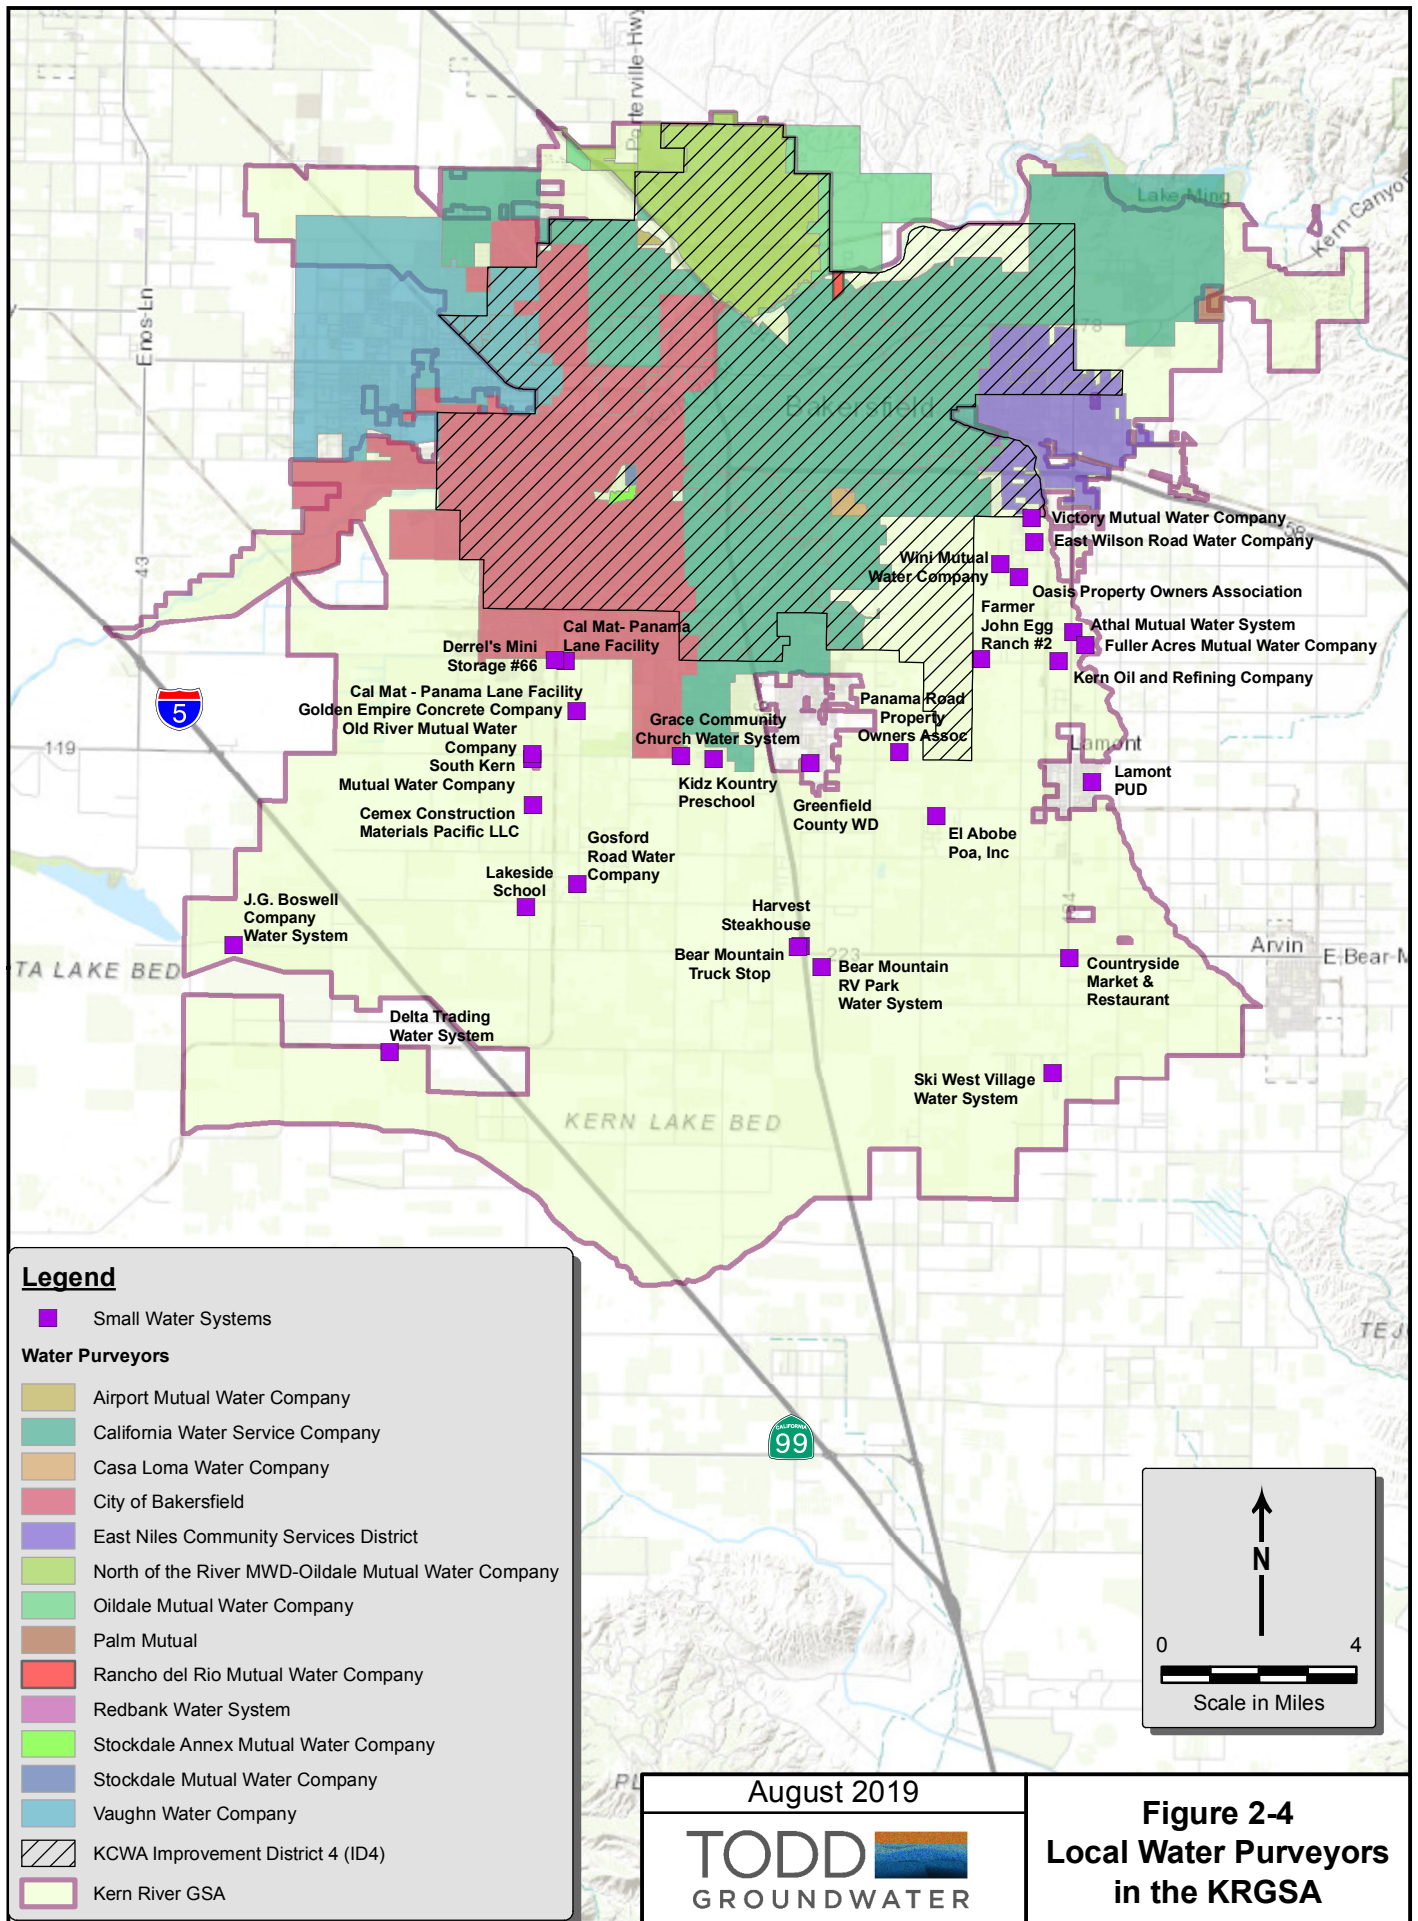 Porterville-Hwy
Lake-Ming
Kern-Canyon
Enos-Ln
178
Bakersfield
43
58
Victory Mutual Water Company
East Wilson Road Water Company
Wini Mutual
Water Company
Oasis Property Owners Association
Farmer
John Egg
Ranch #2
Athal Mutual Water System
Fuller Acres Mutual Water Company
Kern Oil and Refining Company
Cal Mat- Panama
Lane Facility
Derrel's Mini
Storage #66
Cal Mat - Panama Lane Facility
Golden Empire Concrete Company
Old River Mutual Water
Company
South Kern
Mutual Water Company
Cemex Construction
Materials Pacific LLC
5
119
Grace Community
Church Water System
Kidz Kountry
Preschool
Panama Road
Property
Owners Assoc
Greenfield
County WD
Lamont
Lamont
PUD
El Abobe
Poa, Inc
Gosford
Road Water
Company
Lakeside
School
J.G. Boswell
Company
Water System
Harvest
Steakhouse
Bear Mountain
Truck Stop
223
Bear Mountain
RV Park
Water System
184
Countryside
Market &
Restaurant
Arvin
E.Bear-M
TA LAKE BED
Delta Trading
Water System
Ski West Village
Water System
KERN LAKE BED
TEJ
CALIFORNIA
99
Legend
Small Water Systems
Water Purveyors
Airport Mutual Water Company
California Water Service Company
Casa Loma Water Company
City of Bakersfield
East Niles Community Services District
North of the River MWD-Oildale Mutual Water Company
Oildale Mutual Water Company
Palm Mutual
Rancho del Rio Mutual Water Company
Redbank Water System
Stockdale Annex Mutual Water Company
Stockdale Mutual Water Company
Vaughn Water Company
KCWA Improvement District 4 (ID4)
Kern River GSA
N
0 4
Scale in Miles
August 2019
TODD
GROUNDWATER
Figure 2-4
Local Water Purveyors
in the KRGSA